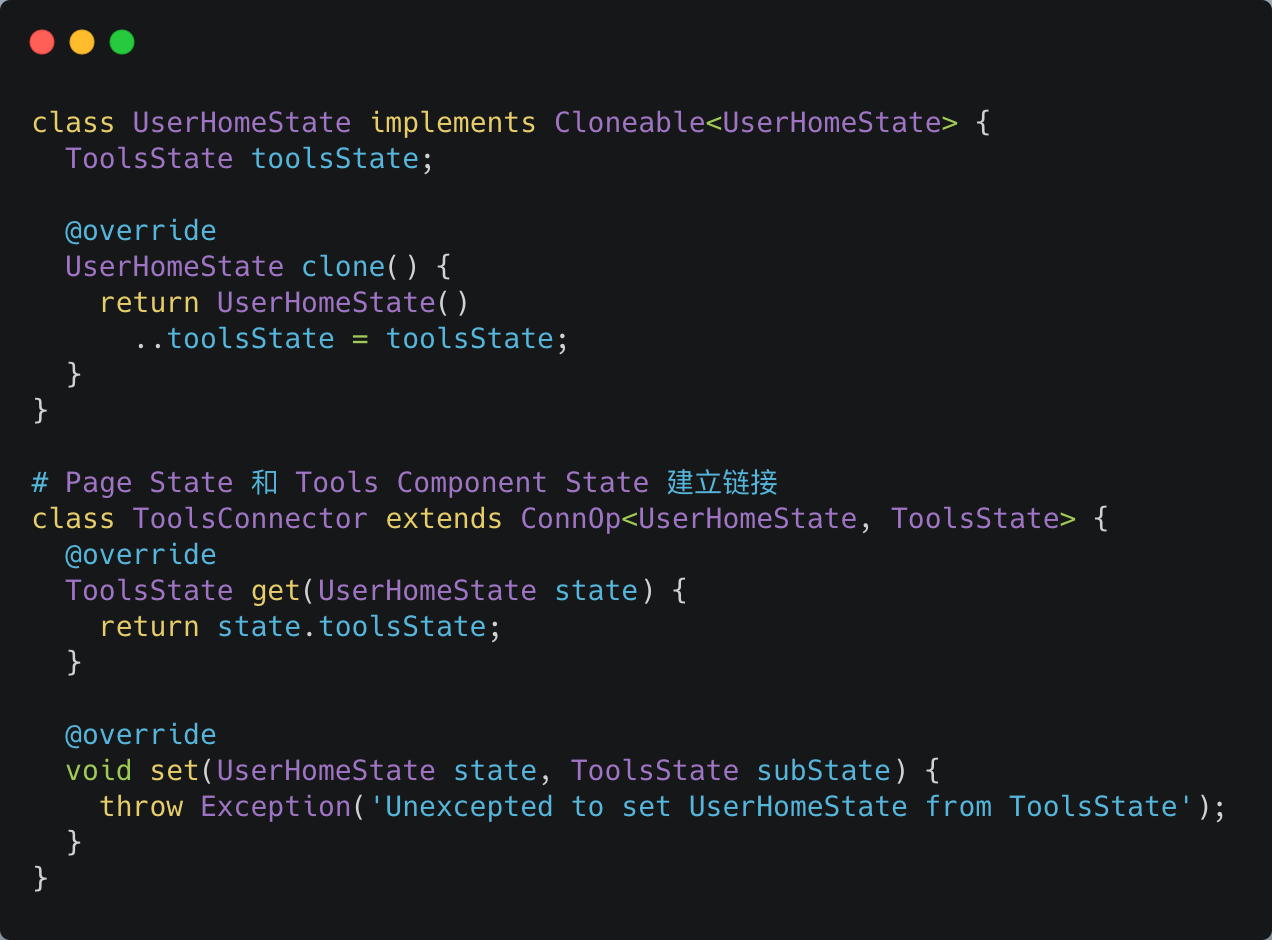 class UserHomeState implements Cloneable<UserHomeState> {
  ToolsState toolsState;

  @override
  UserHomeState clone() {
    return UserHomeState()
      ..toolsState = toolsState;
  }
}

# Page State 和 Tools Component State 建立链接
class ToolsConnector extends ConnOp<UserHomeState, ToolsState> {
  @override
  ToolsState get(UserHomeState state) {
    return state.toolsState;
  }

  @override
  void set(UserHomeState state, ToolsState subState) {
    throw Exception('Unexcepted to set UserHomeState from ToolsState');
  }
}